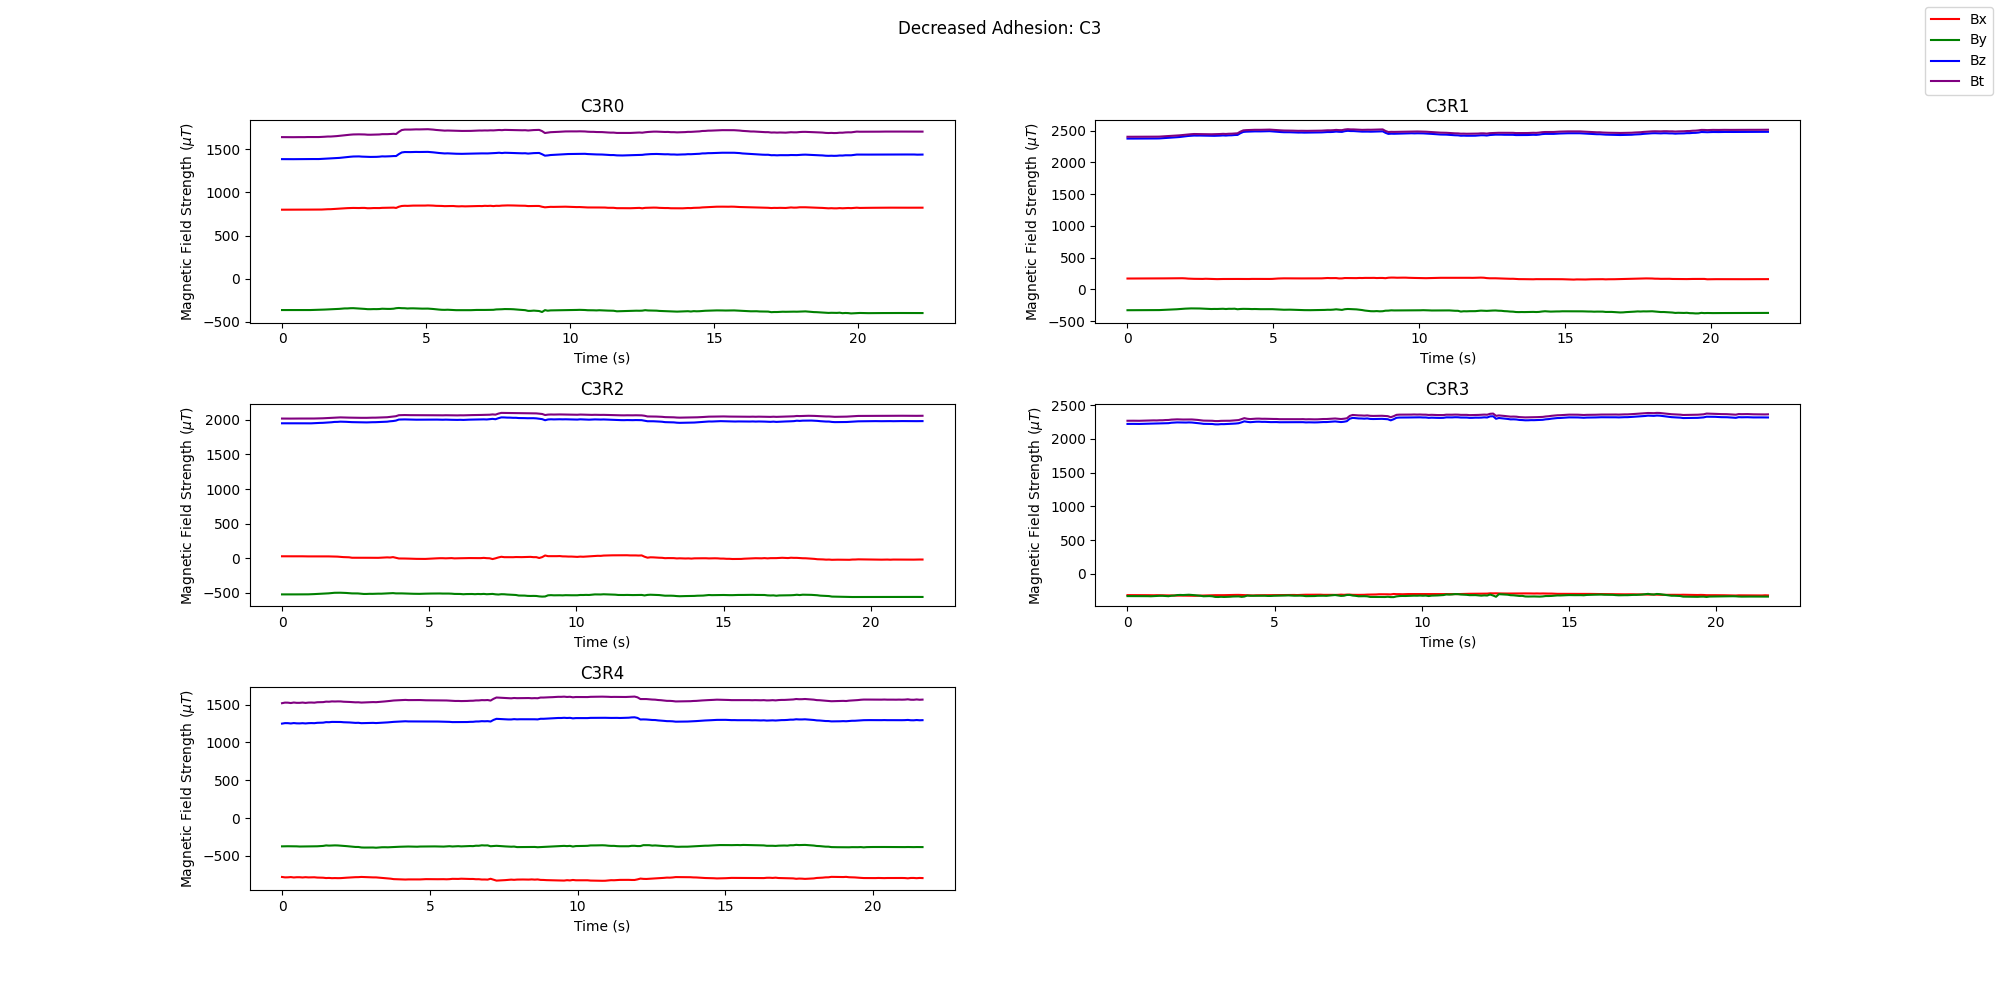 Decreased Adhesion: C3
Bx
By
Bz
Bt
C3R0
Magnetic Field Strength (μT)
1500
1000
500
0
−500
0 5 10 15 20
Time (s)
C3R1
Magnetic Field Strength (μT)
2500
2000
1500
1000
500
0
−500
0 5 10 15 20
Time (s)
C3R2
Magnetic Field Strength (μT)
2000
1500
1000
500
0
−500
0 5 10 15 20
Time (s)
C3R3
Magnetic Field Strength (μT)
2500
2000
1500
1000
500
0
0 5 10 15 20
Time (s)
C3R4
Magnetic Field Strength (μT)
1500
1000
500
0
−500
0 5 10 15 20
Time (s)